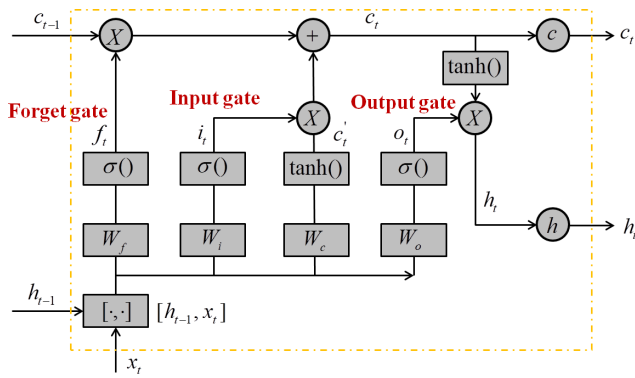 c_{t-1} X + c_t c c_t
tanh()
Forget gate Input gate Output gate
X X
f_t i_t c_t' o_t
σ() σ() tanh() σ()
h_t h h_t
W_f W_i W_c W_o
h_{t-1} [·,·] [h_{t-1}, x_t]
x_t